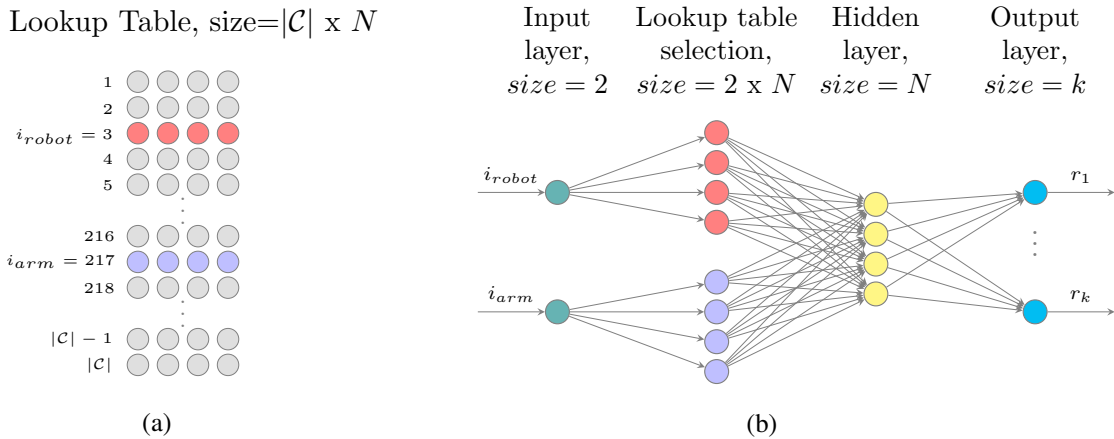 Lookup Table, size=|𝒞| x N
1
2
i_robot = 3
4
5
216
i_arm = 217
218
|𝒞| − 1
|𝒞|
(a)
Input
layer,
size = 2
Lookup table
selection,
size = 2 x N
Hidden
layer,
size = N
Output
layer,
size = k
i_robot
i_arm
r_1
r_k
(b)